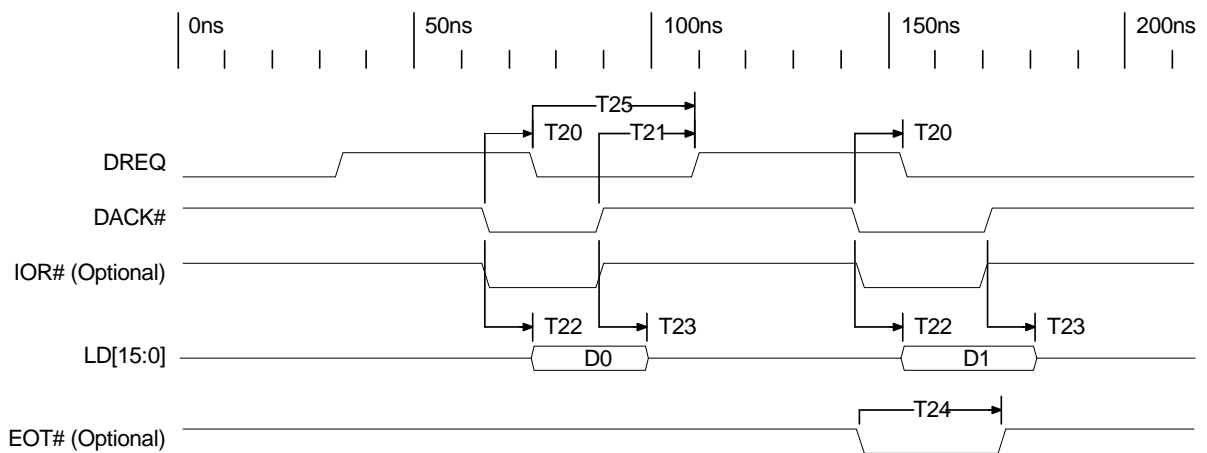 0ns 50ns 100ns 150ns 200ns
T25
T20 T21 T20
DREQ
DACK#
IOR# (Optional)
T22 T23 T22 T23
LD[15:0] D0 D1
T24
EOT# (Optional)